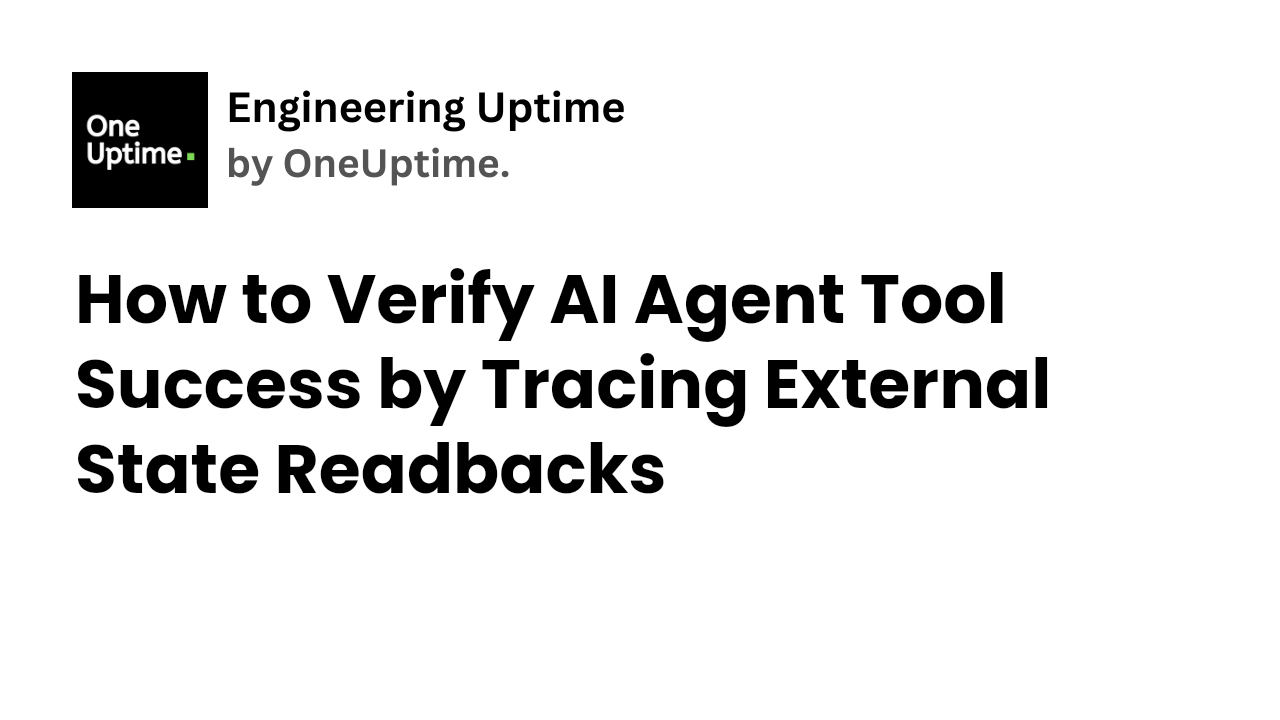 One
Uptime
Engineering Uptime
by OneUptime.
How to Verify AI Agent Tool
Success by Tracing External
State Readbacks